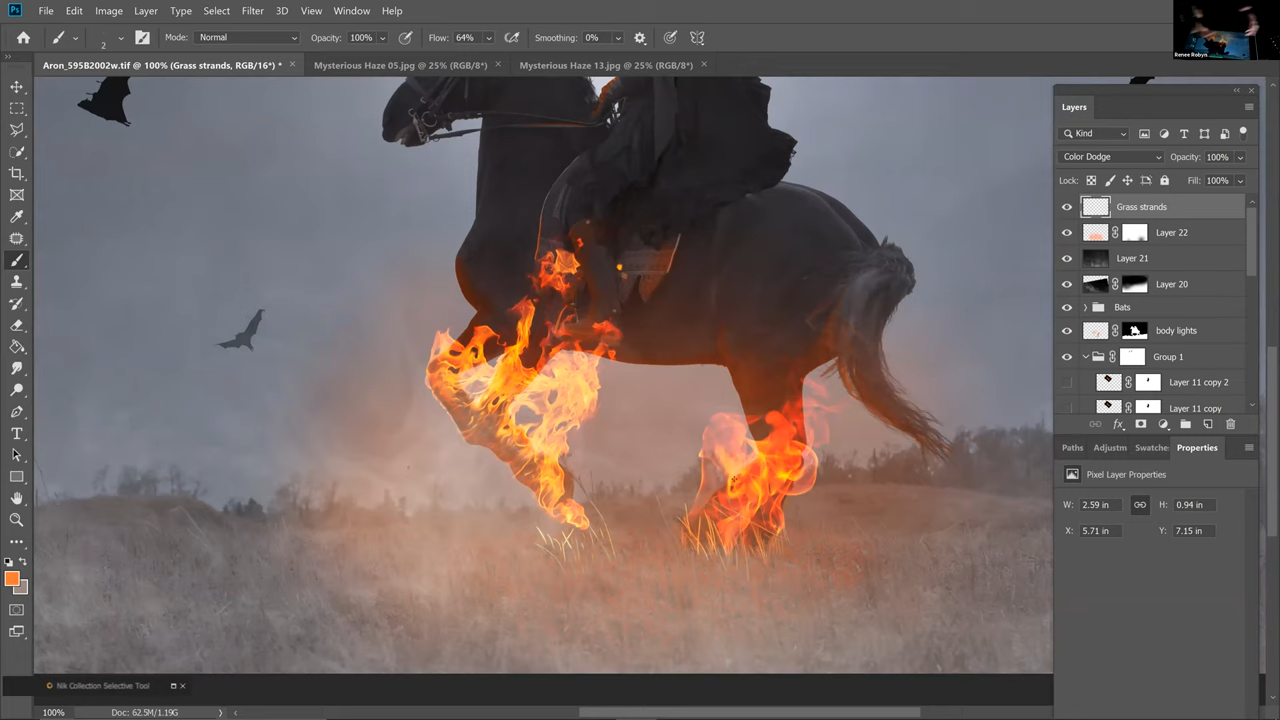 Ps File Edit Image Layer Type Select Filter 3D View Window Help
2 Mode: Normal Opacity: 100% Flow: 64% Smoothing: 0%
Renee Robyn
Aron_595B2002w.tif @ 100% (Grass strands, RGB/16*) * Mysterious Haze 05.jpg @ 25% (RGB/8*) Mysterious Haze 13.jpg @ 25% (RGB/8*)
Layers
Kind
Color Dodge Opacity: 100%
Lock: Fill: 100%
Grass strands
Layer 22
Layer 21
Layer 20
Bats
body lights
Group 1
Layer 11 copy 2
Layer 11 copy
fx
Paths Adjustm Swatche Properties
Pixel Layer Properties
W: 2.59 in H: 0.94 in
X: 5.71 in Y: 7.15 in
Nik Collection Selective Tool
100% Doc: 62.5M/1.19G